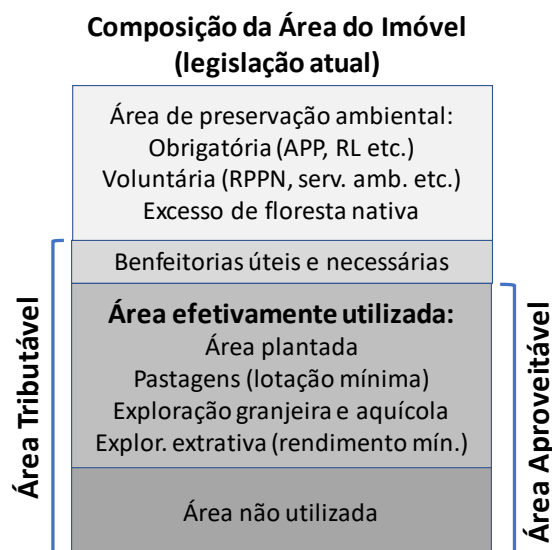 Composição da Área do Imóvel
(legislação atual)
Área de preservação ambiental:
Obrigatória (APP, RL etc.)
Voluntária (RPPN, serv. amb. etc.)
Excesso de floresta nativa
Benfeitorias úteis e necessárias
Área efetivamente utilizada:
Área plantada
Pastagens (lotação mínima)
Exploração granjeira e aquícola
Explor. extrativa (rendimento mín.)
Área não utilizada
Área Tributável
Área Aproveitável